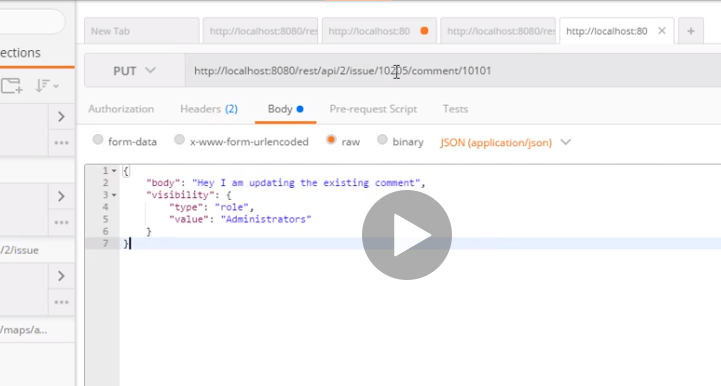 New Tab
http://localhost:8080/res
http://localhost:80
http://localhost:8080/res
http://localhost:80
ections
PUT
http://localhost:8080/rest/api/2/issue/10205/comment/10101
Authorization
Headers (2)
Body
Pre-request Script
Tests
form-data
x-www-form-urlencoded
raw
binary
JSON (application/json)
1 {
2 "body": "Hey I am updating the existing comment",
3 "visibility": {
4 "type": "role",
5 "value": "Administrators"
6 }
7 }
/2/issue
/maps/a...